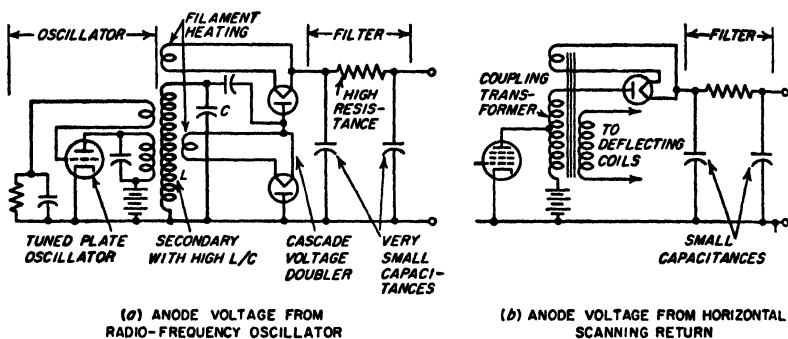 OSCILLATOR
FILAMENT
HEATING
FILTER
C
HIGH
RESIS-
TANCE
L
TUNED PLATE
OSCILLATOR
SECONDARY
WITH HIGH L/C
CASCADE
VOLTAGE
DOUBLER
VERY
SMALL
CAPACI-
TANCES
(a) ANODE VOLTAGE FROM
RADIO-FREQUENCY OSCILLATOR
FILTER
COUPLING
TRANS-
FORMER
TO
DEFLECTING
COILS
SMALL
CAPACITANCES
(b) ANODE VOLTAGE FROM HORIZONTAL
SCANNING RETURN